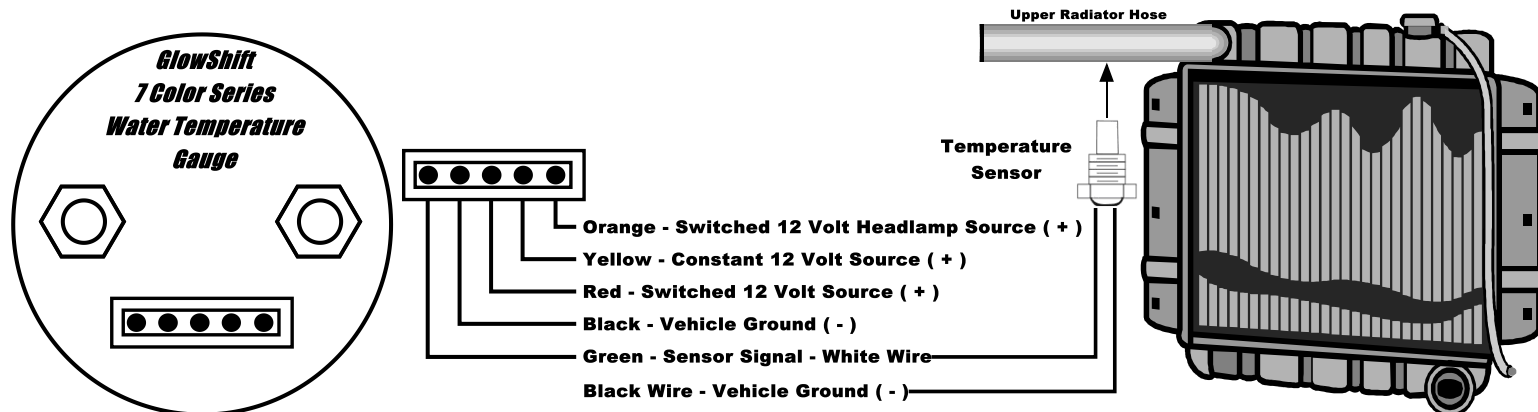 GlowShift
7 Color Series
Water Temperature
Gauge
Upper Radiator Hose
Temperature
Sensor
Orange - Switched 12 Volt Headlamp Source ( + )
Yellow - Constant 12 Volt Source ( + )
Red - Switched 12 Volt Source ( + )
Black - Vehicle Ground ( - )
Green - Sensor Signal - White Wire
Black Wire - Vehicle Ground ( - )